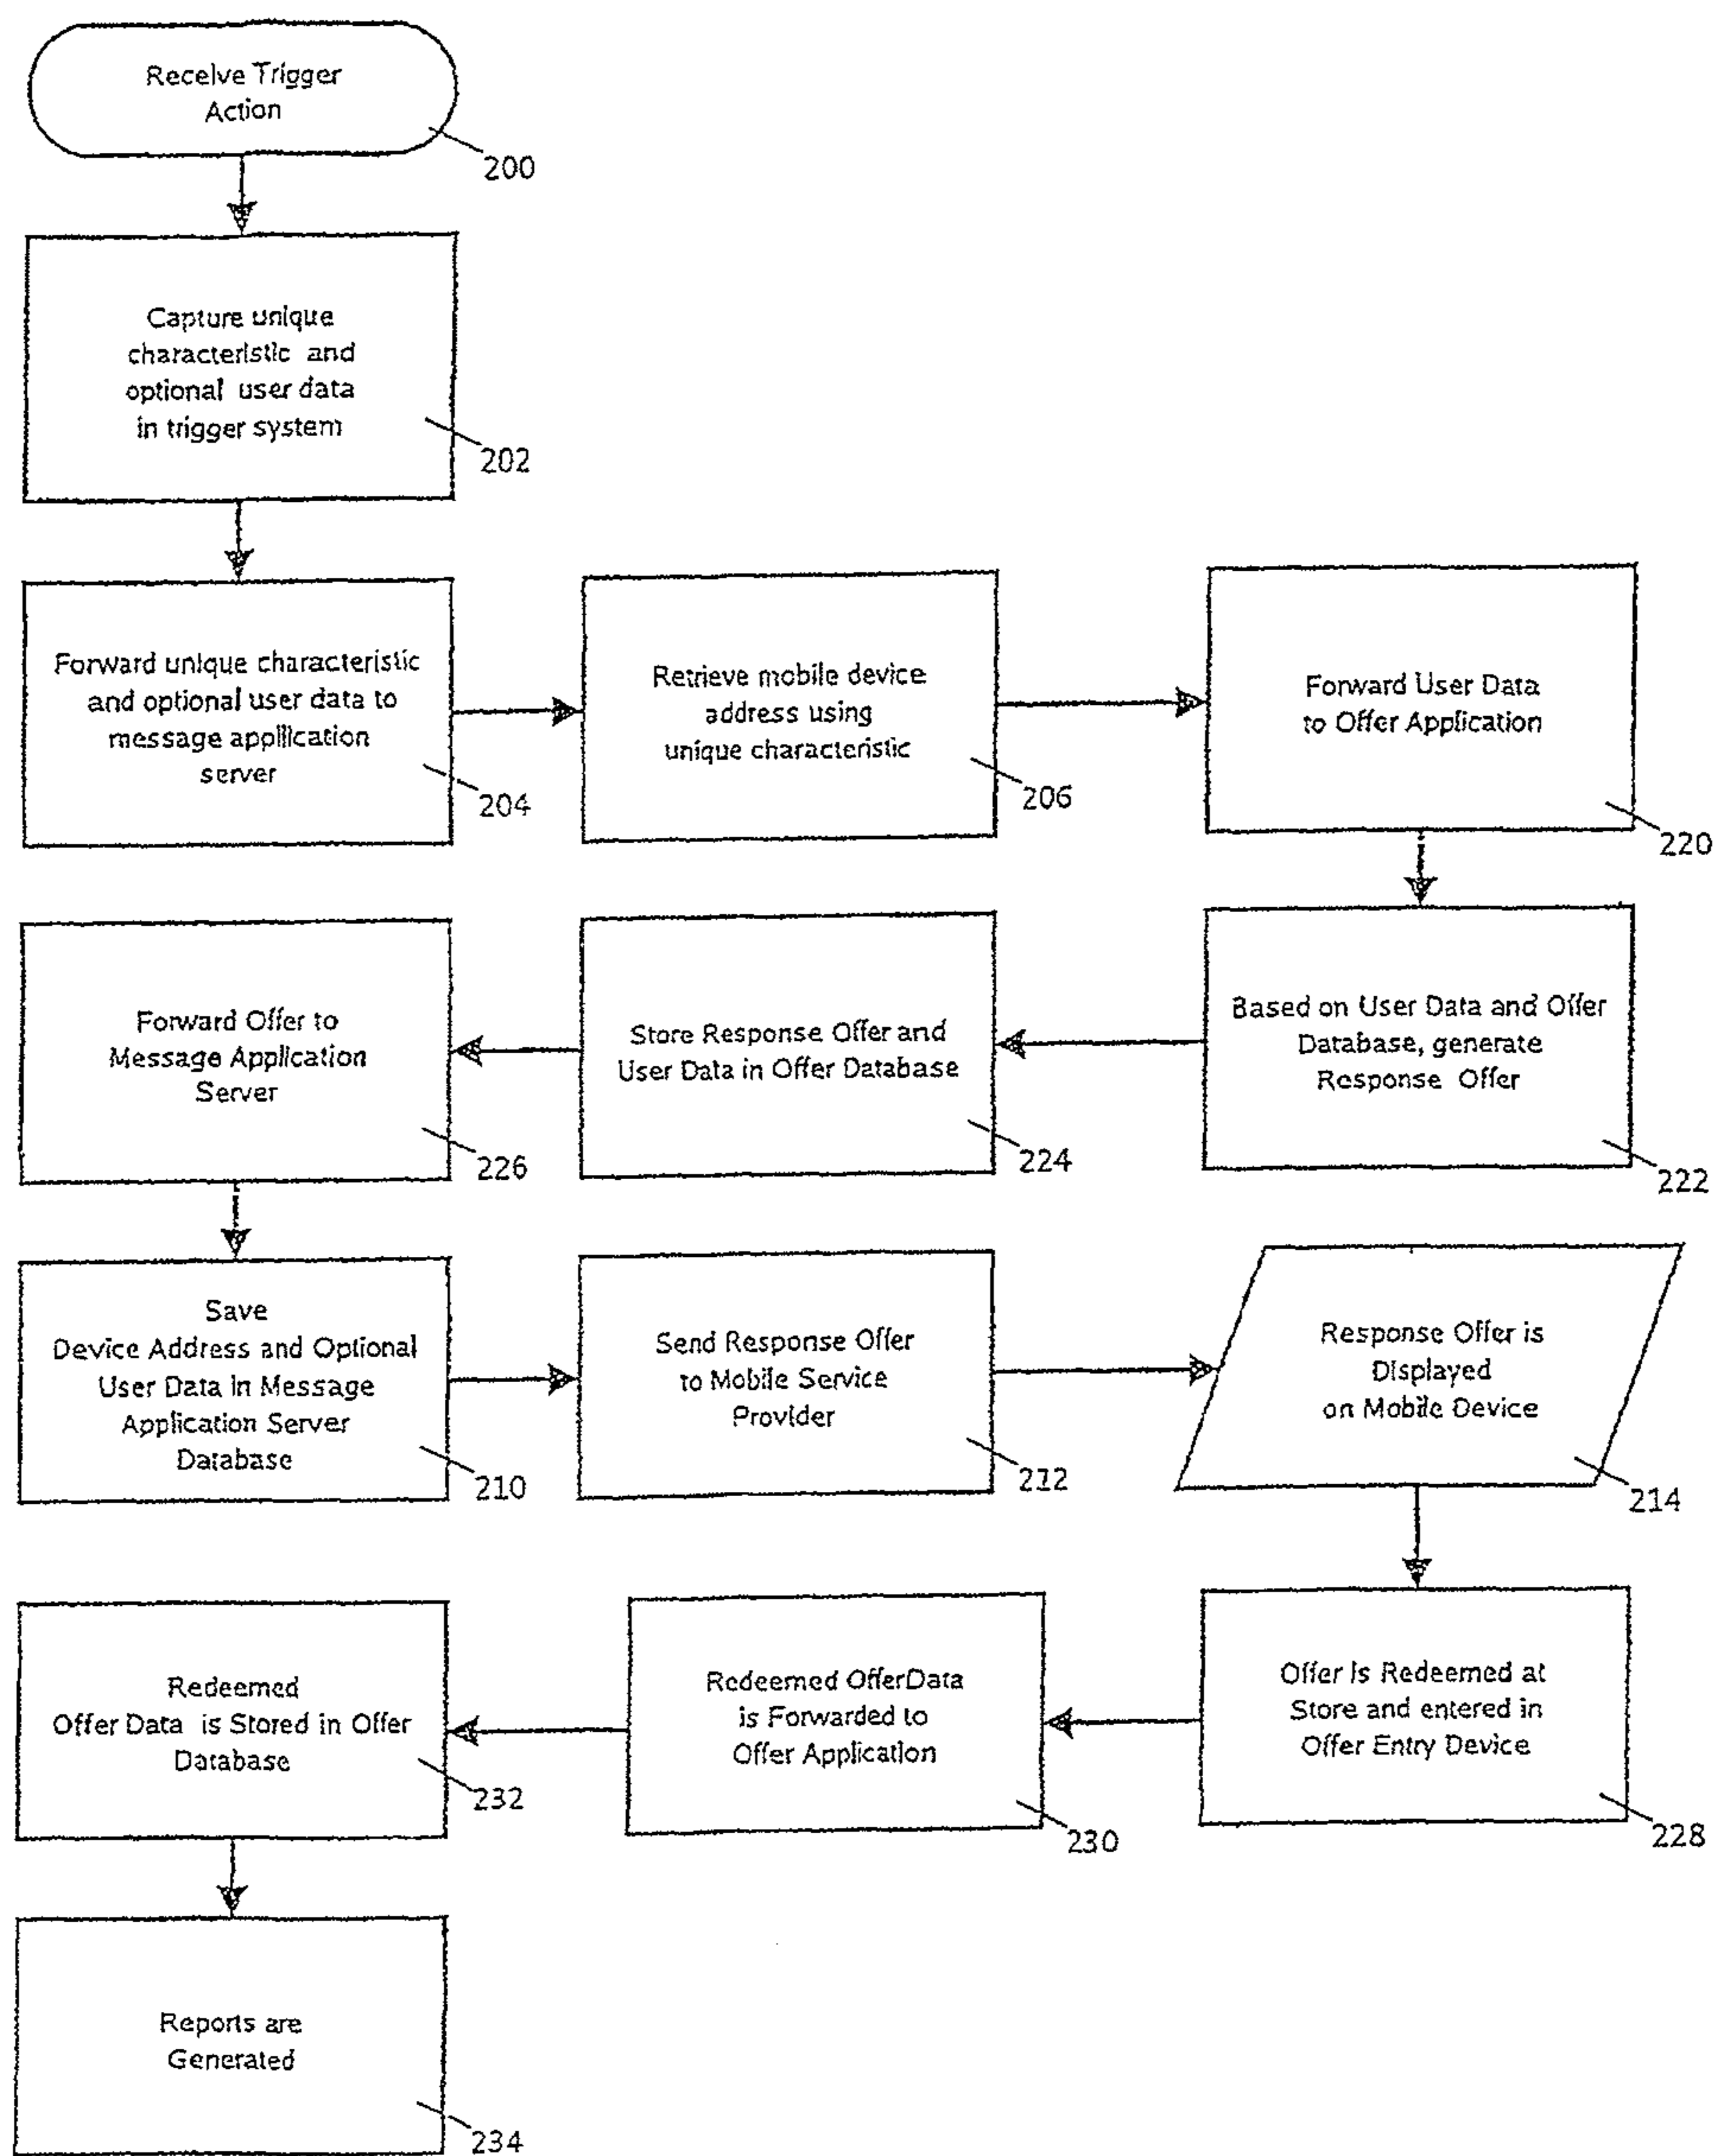 Receive Trigger
Action
200
Capture unique
characteristic and
optional user data
in trigger system
202
Forward unique characteristic
and optional user data to
message appilication
server
204
Retrieve mobile device
address using
unique characteristic
206
Forward User Data
to Offer Application
220
Based on User Data and Offer
Database, generate
Response Offer
222
Store Response Offer and
User Data in Offer Database
224
Forward Offer to
Message Application
Server
226
Save
Device Address and Optional
User Data in Message
Application Server
Database
210
Send Response Offer
to Mobile Service
Provider
212
Response Offer is
Displayed
on Mobile Device
214
Offer is Redeemed at
Store and entered in
Offer Entry Device
228
Redeemed OfferData
is Forwarded to
Offer Application
230
Redeemed
Offer Data is Stored in Offer
Database
232
Reports are
Generated
234